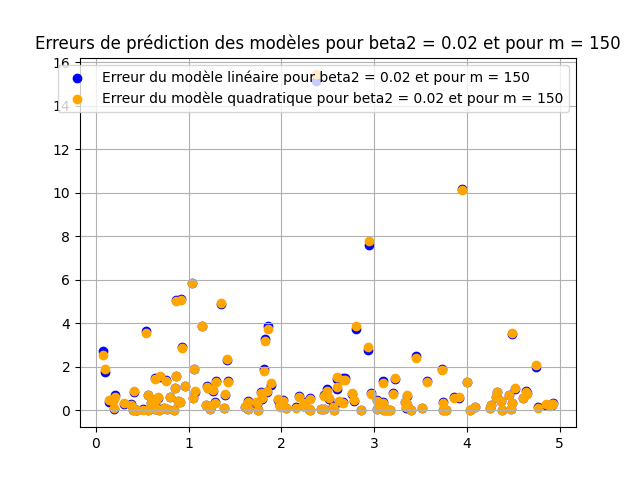 Erreurs de prédiction des modèles pour beta2 = 0.02 et pour m = 150
Erreur du modèle linéaire pour beta2 = 0.02 et pour m = 150
Erreur du modèle quadratique pour beta2 = 0.02 et pour m = 150
16
14
12
10
8
6
4
2
0
0 1 2 3 4 5